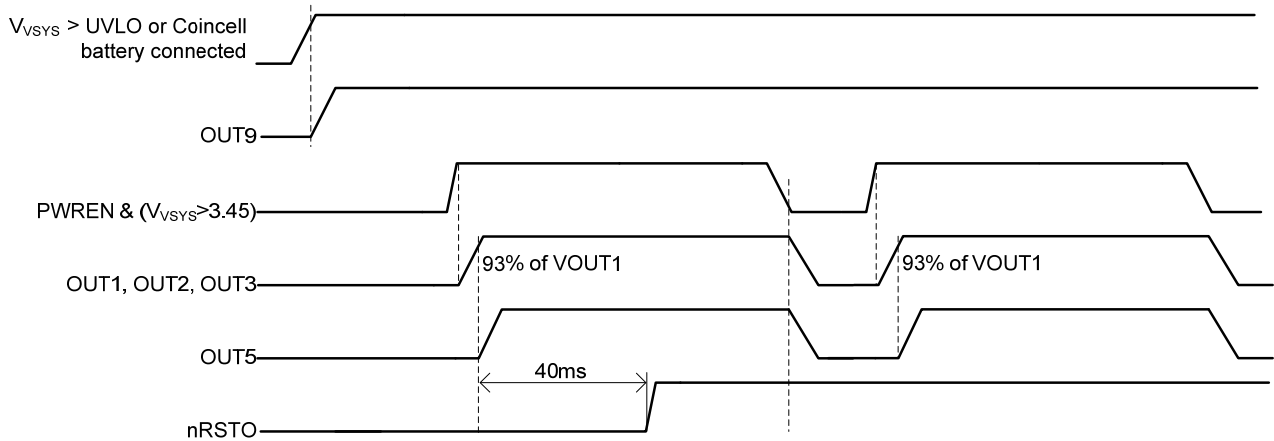 VVSYS > UVLO or Coincell
battery connected
OUT9
PWREN & (VVSYS>3.45)
OUT1, OUT2, OUT3
93% of VOUT1
93% of VOUT1
OUT5
40ms
nRSTO